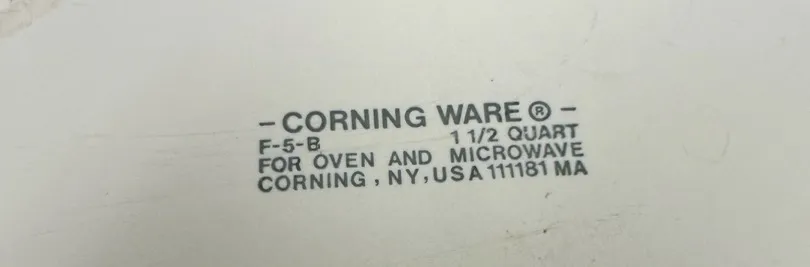 - CORNING WARE ® -
F-5-B 1 1/2 QUART
FOR OVEN AND MICROWAVE
CORNING, NY, USA 111181 MA